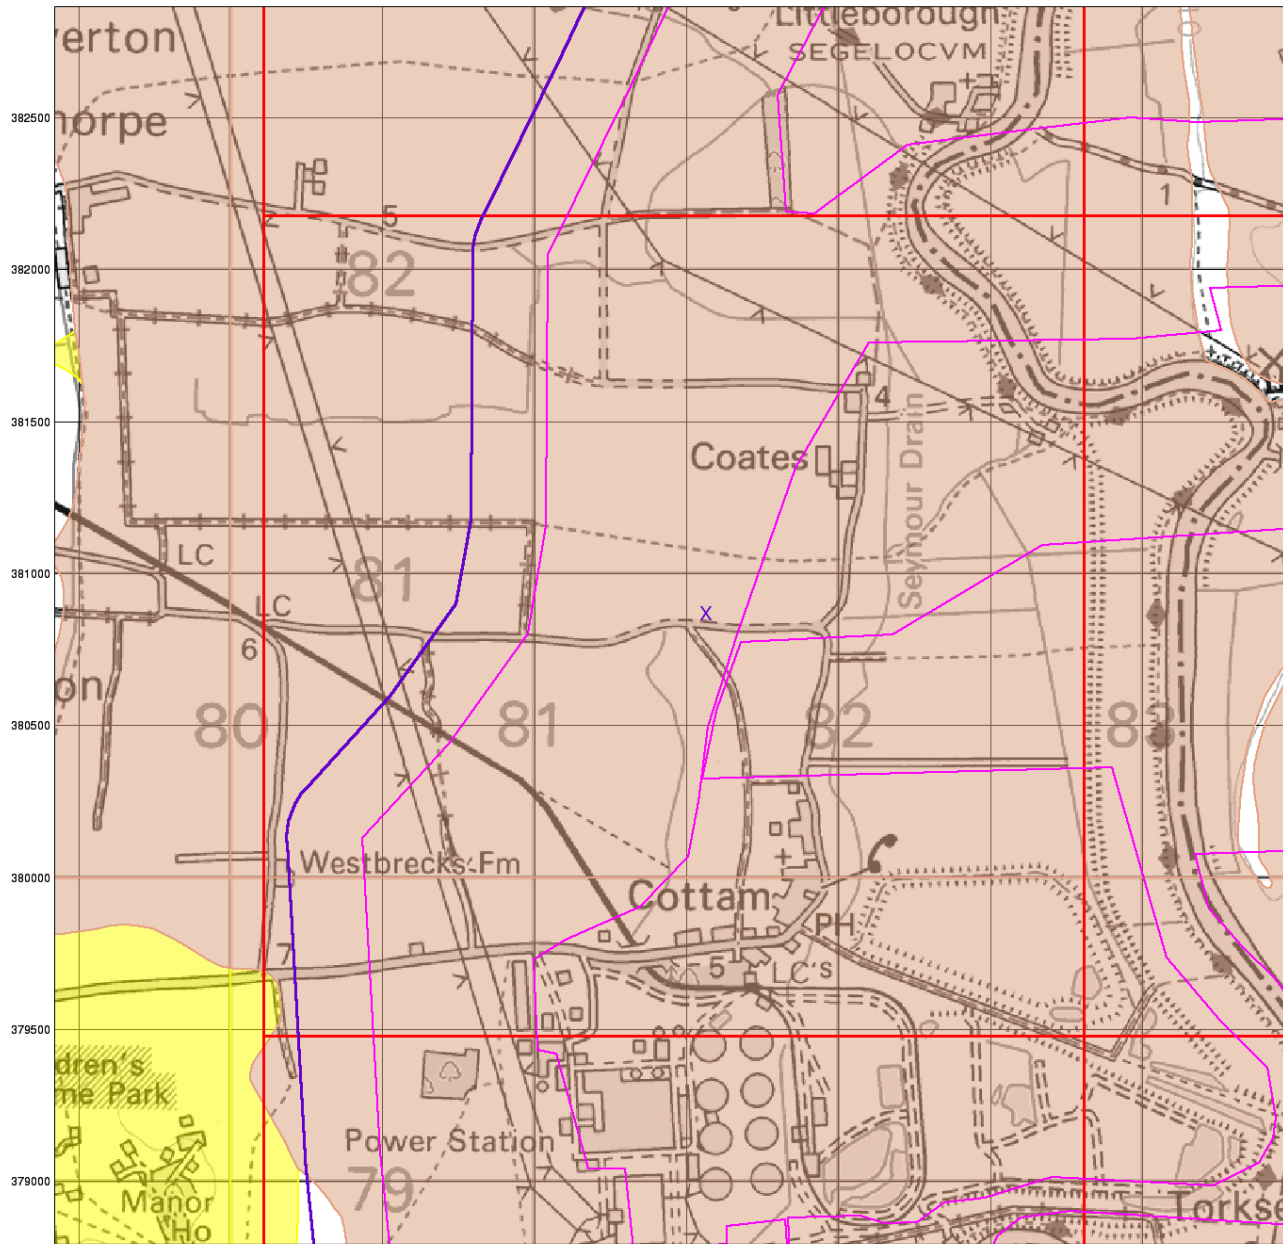 Littleborough
SEGELOCVM
verton
382500
horpe
1
5
382000
82
381500
4
Coates
Seymour Drain
LC
381000
81
LC
X
6
on
380500
80
81
82
83
Westbrecks Fm
380000
Cottam
PH
7
5
LC's
379500
dren's
me Park
Power Station
379000
79
Manor
Ho
Torkse